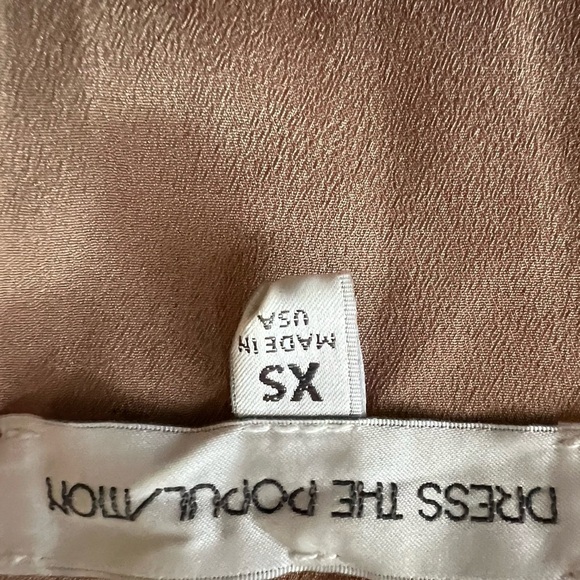 DRESS THE POPULATION
XS
MADE IN
USA